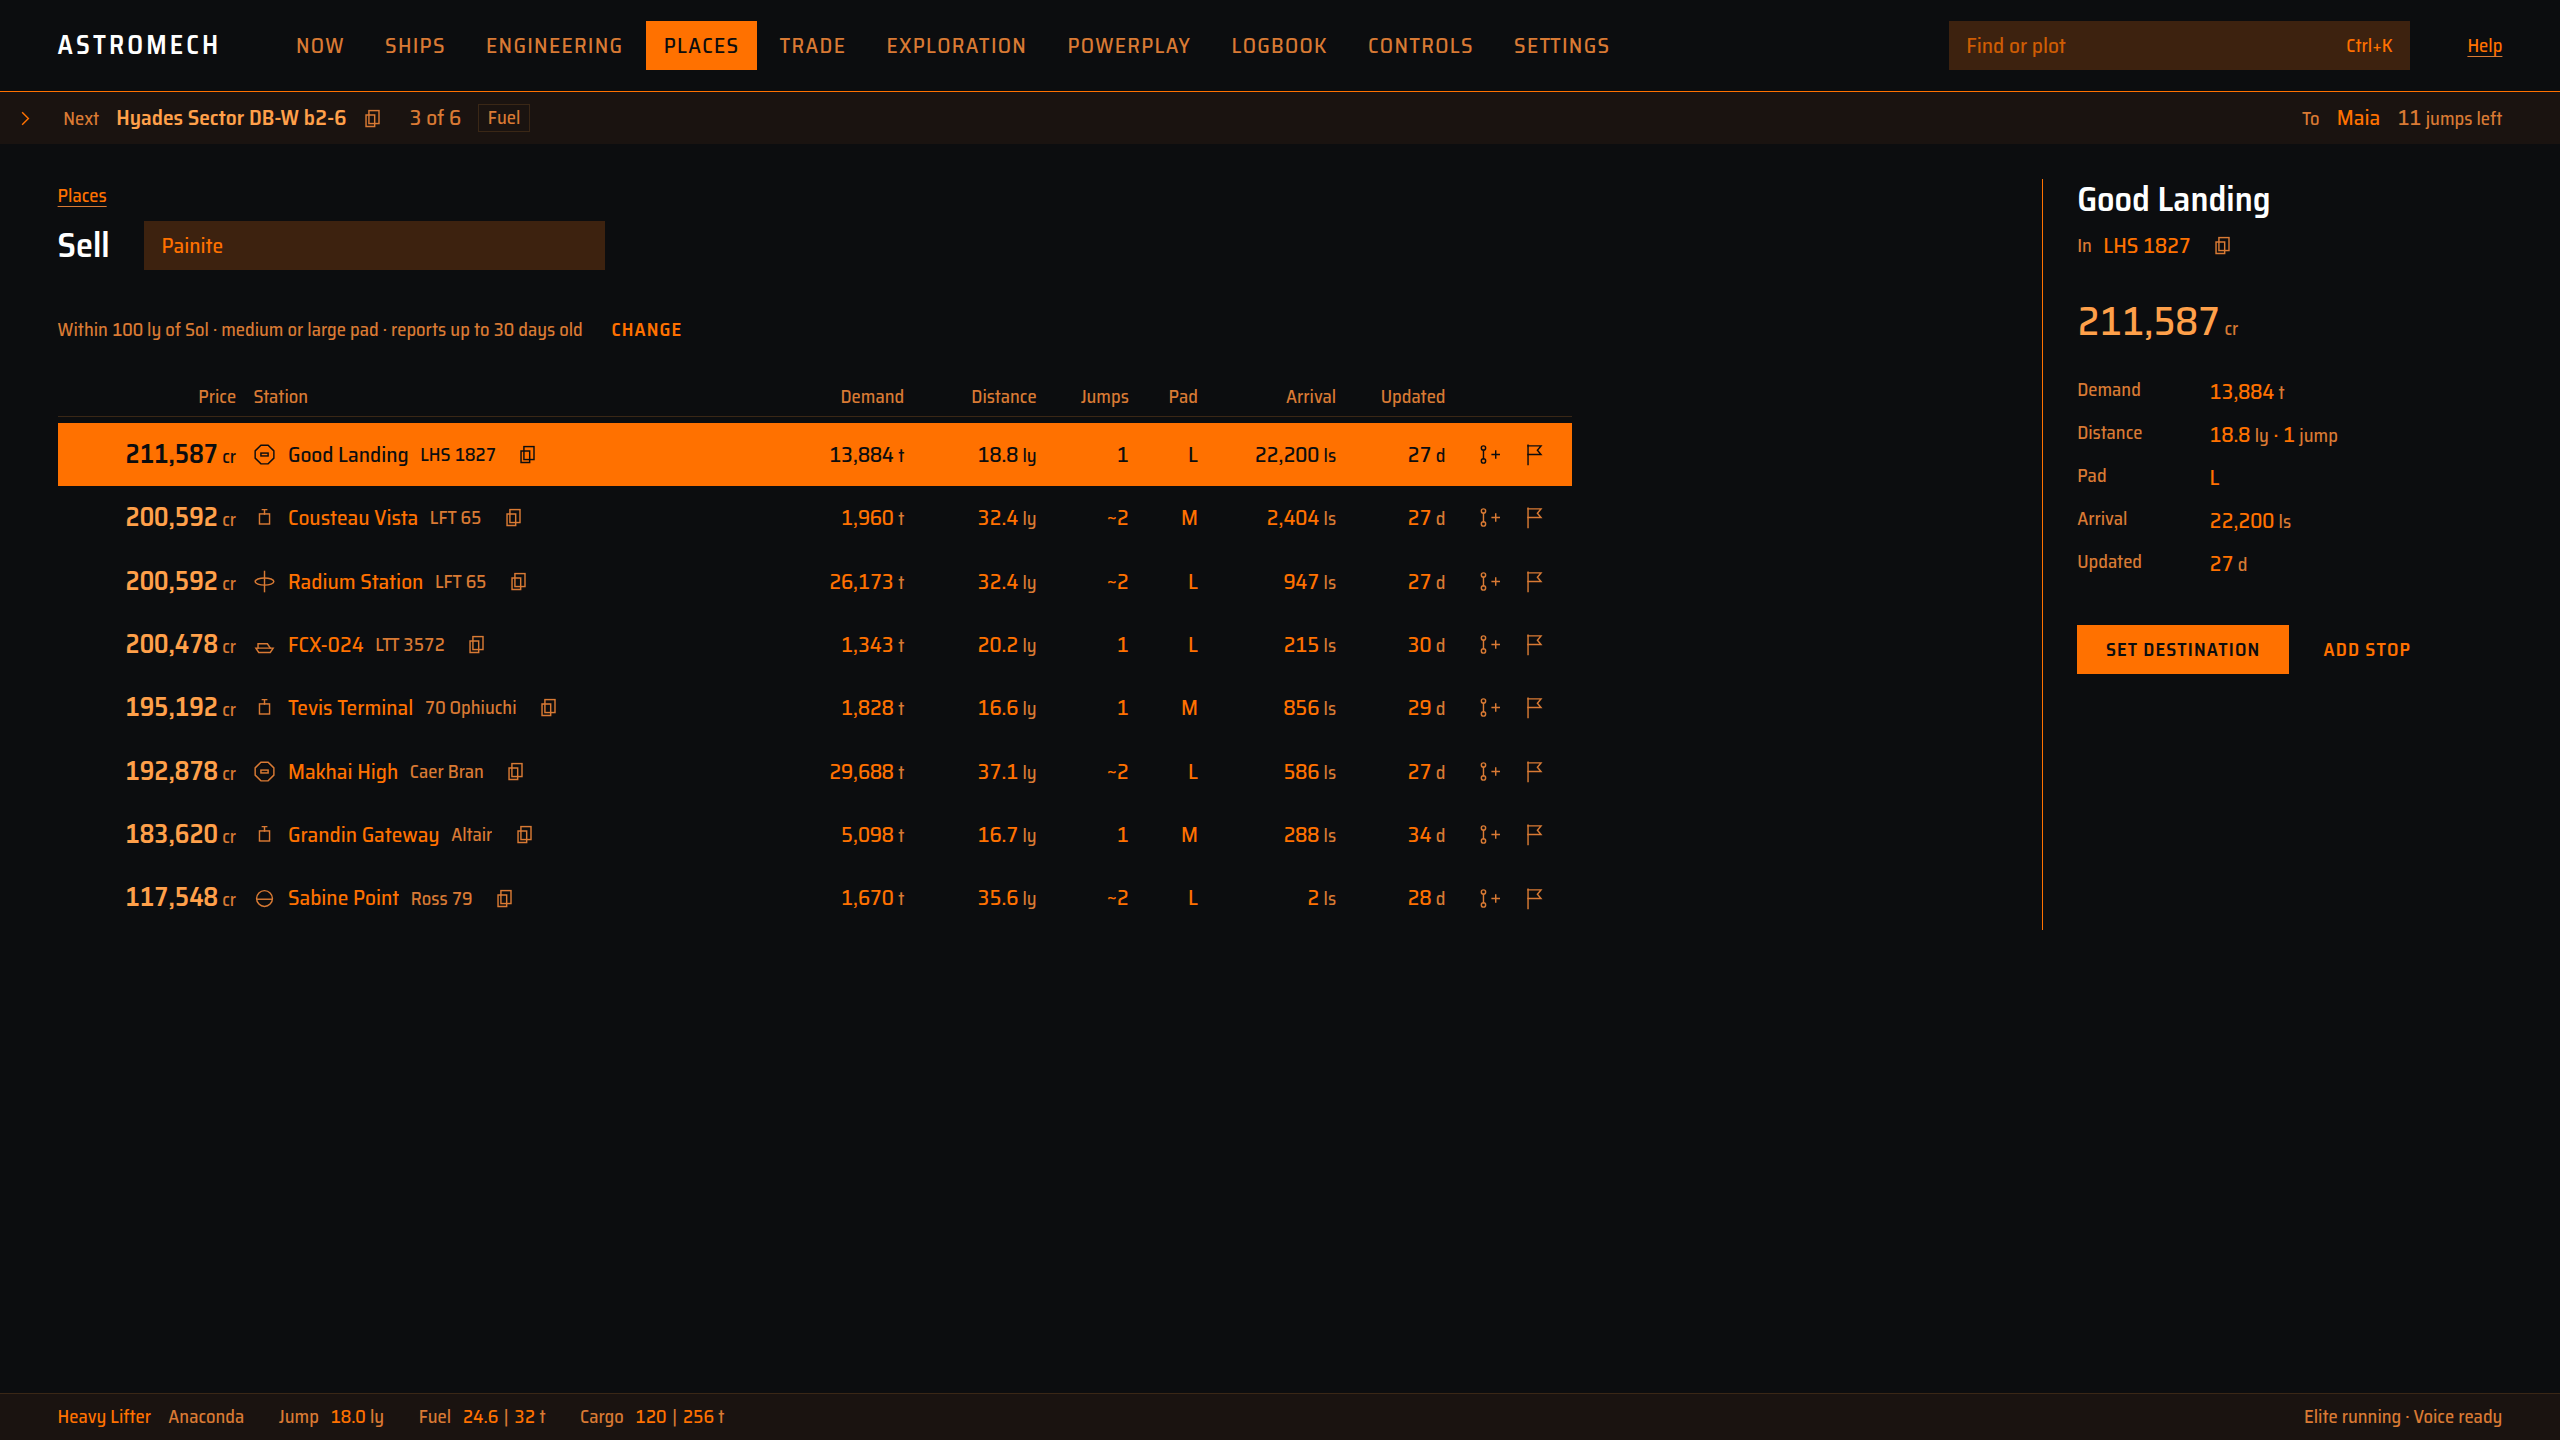 ASTROMECH NOW SHIPS ENGINEERING PLACES TRADE EXPLORATION POWERPLAY LOGBOOK CONTROLS SETTINGS Find or plot Ctrl+K Help
Next Hyades Sector DB-W b2-6 3 of 6 Fuel To Maia 11 jumps left
Places
Sell Painite
Within 100 ly of Sol · medium or large pad · reports up to 30 days old CHANGE
Price Station Demand Distance Jumps Pad Arrival Updated
211,587 cr Good Landing LHS 1827 13,884 t 18.8 ly 1 L 22,200 ls 27 d
200,592 cr Cousteau Vista LFT 65 1,960 t 32.4 ly ~2 M 2,404 ls 27 d
200,592 cr Radium Station LFT 65 26,173 t 32.4 ly ~2 L 947 ls 27 d
200,478 cr FCX-024 LTT 3572 1,343 t 20.2 ly 1 L 215 ls 30 d
195,192 cr Tevis Terminal 70 Ophiuchi 1,828 t 16.6 ly 1 M 856 ls 29 d
192,878 cr Makhai High Caer Bran 29,688 t 37.1 ly ~2 L 586 ls 27 d
183,620 cr Grandin Gateway Altair 5,098 t 16.7 ly 1 M 288 ls 34 d
117,548 cr Sabine Point Ross 79 1,670 t 35.6 ly ~2 L 2 ls 28 d
Good Landing
In LHS 1827
211,587 cr
Demand 13,884 t
Distance 18.8 ly · 1 jump
Pad L
Arrival 22,200 ls
Updated 27 d
SET DESTINATION ADD STOP
Heavy Lifter Anaconda Jump 18.0 ly Fuel 24.6 | 32 t Cargo 120 | 256 t Elite running · Voice ready